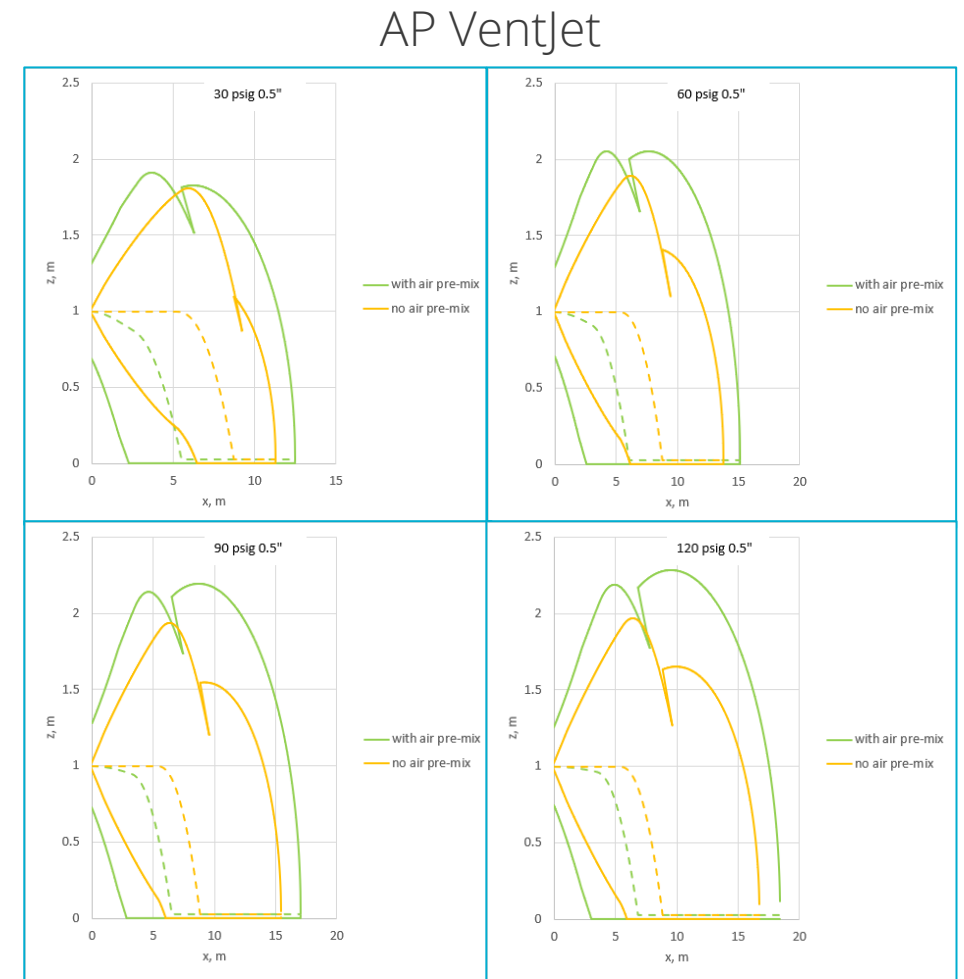 AP VentJet
30 psig 0.5"
2.5
2
1.5
1
0.5
0
z, m
0 5 10 15
x, m
with air pre-mix
no air pre-mix
60 psig 0.5"
2.5
2
1.5
1
0.5
0
z, m
0 5 10 15 20
x, m
with air pre-mix
no air pre-mix
90 psig 0.5"
2.5
2
1.5
1
0.5
0
z, m
0 5 10 15 20
x, m
with air pre-mix
no air pre-mix
120 psig 0.5"
2.5
2
1.5
1
0.5
0
z, m
0 5 10 15 20
x, m
with air pre-mix
no air pre-mix